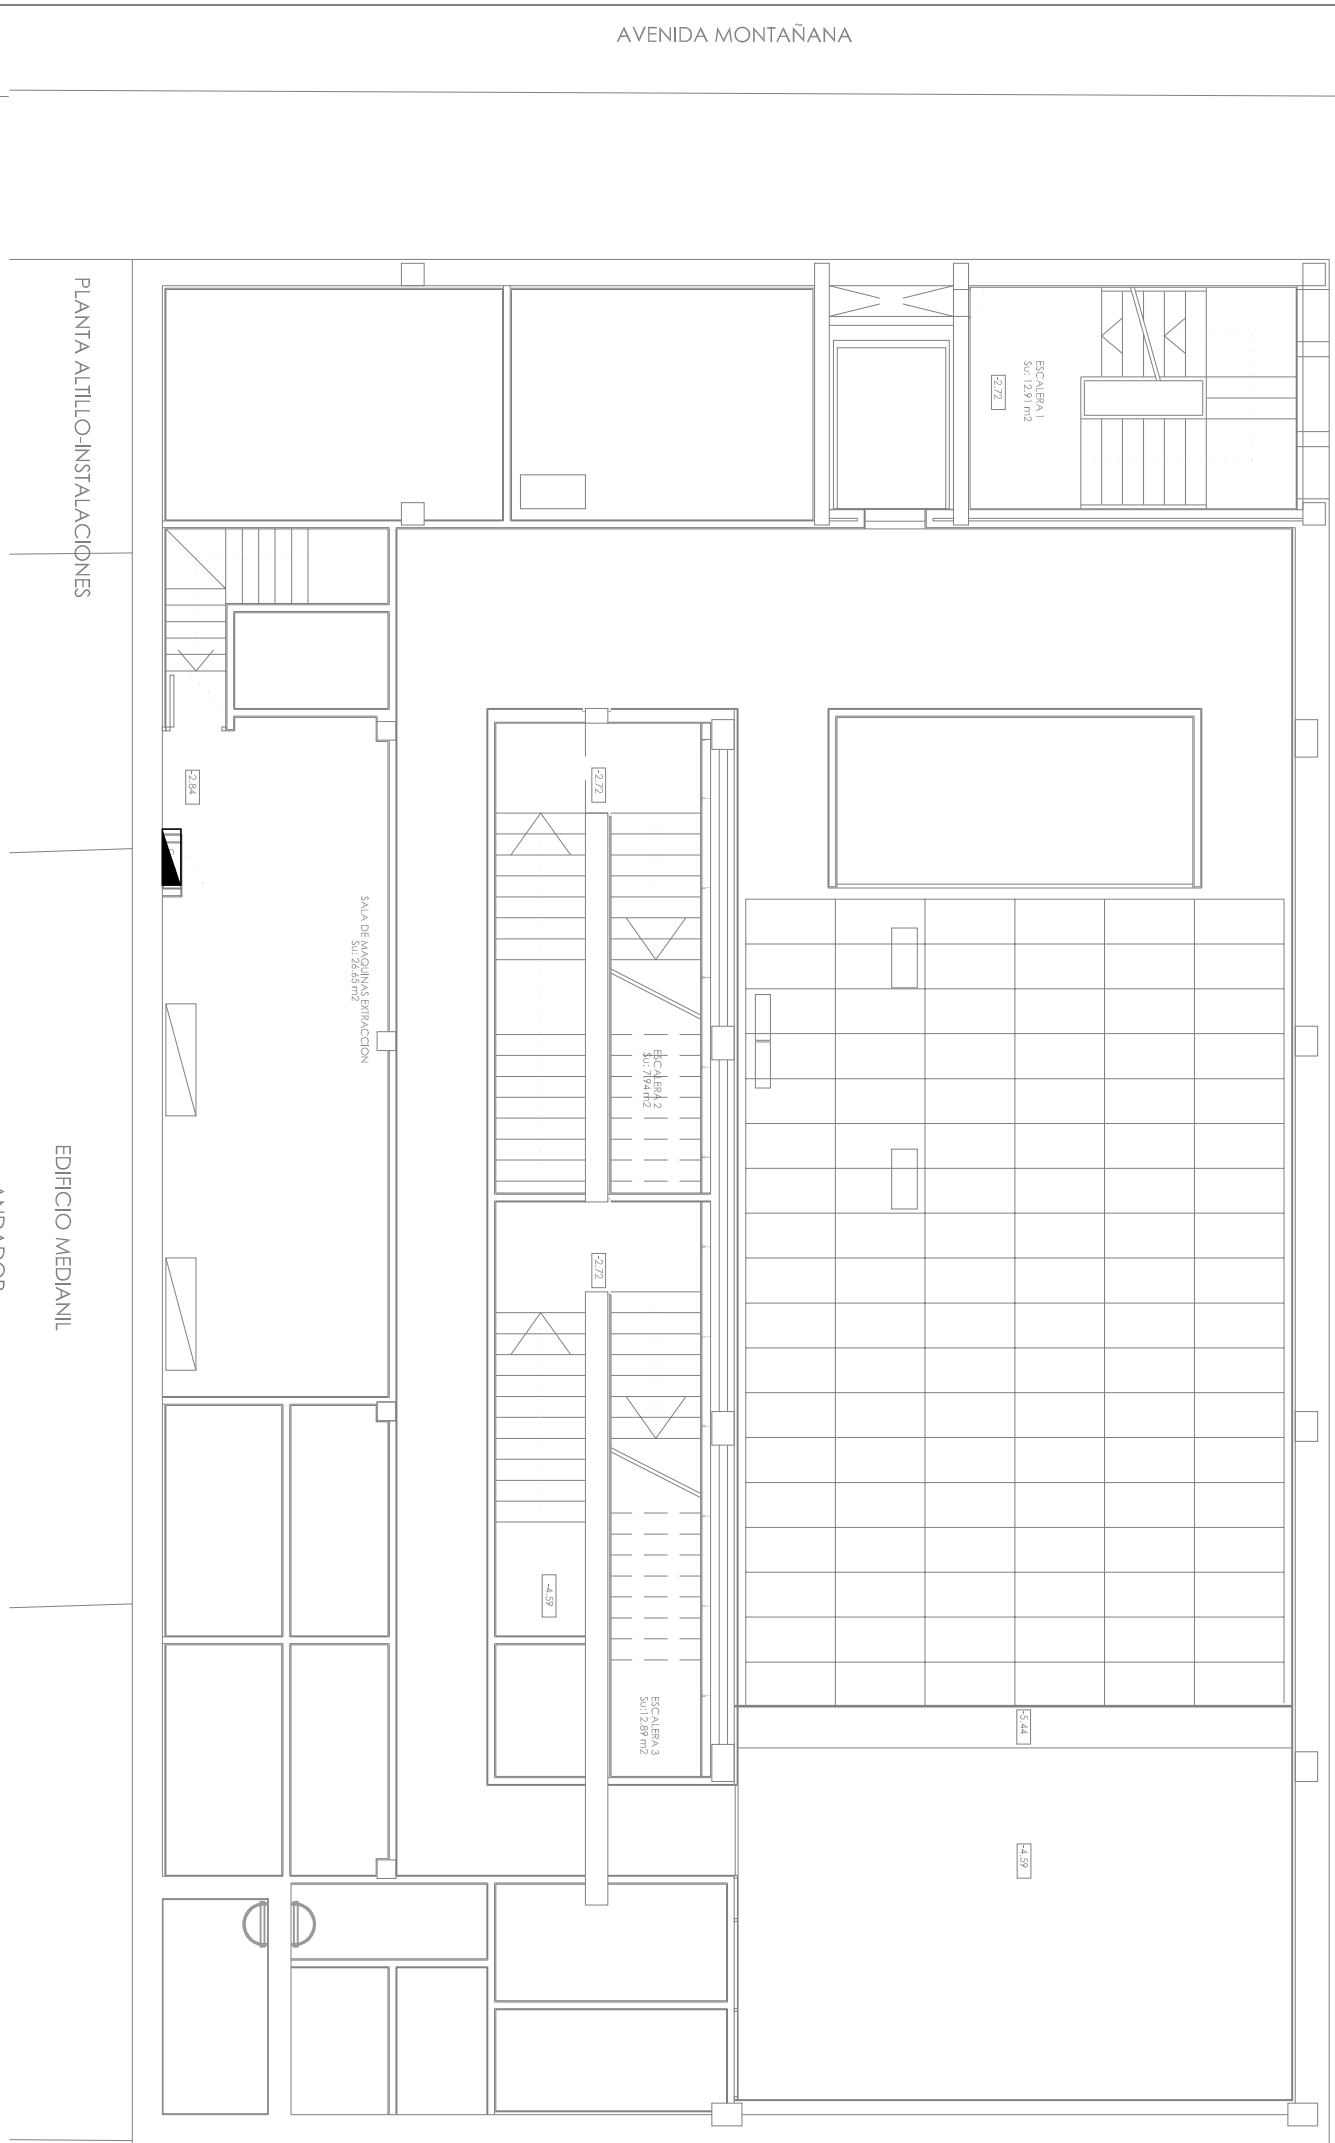 AVENIDA MONTAÑANA
PLANTA ALTILLO-INSTALACIONES
ESCALERA 1
Su: 12.91 m2
-2.72
-2.84
-2.72
SALA DE MAQUINAS EXTRACCION
Su: 26.65 m2
ESCALERA 2
Su: 7.94 m2
EDIFICIO MEDIANIL
ANDADOR
-2.72
-4.59
ESCALERA 3
Su:12.89 m2
-5.44
-4.59